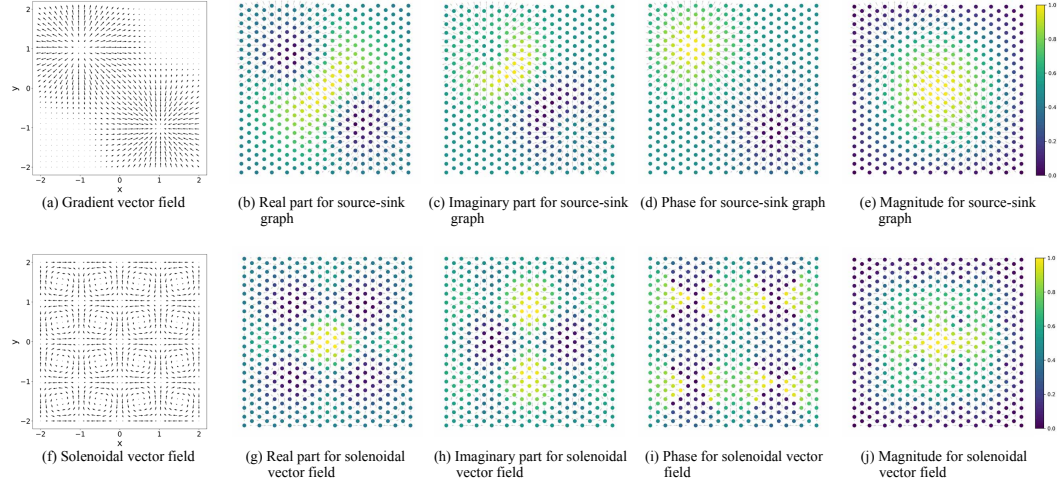 2
1
0
−1
−2
y
−2
−1
0
1
2
x
1.0
0.8
0.6
0.4
0.2
0.0
(a) Gradient vector field
(b) Real part for source-sink
graph
(c) Imaginary part for source-sink
graph
(d) Phase for source-sink graph
(e) Magnitude for source-sink
graph
2
1
0
−1
−2
y
−2
−1
0
1
2
x
1.0
0.8
0.6
0.4
0.2
0.0
(f) Solenoidal vector field
(g) Real part for solenoidal
vector field
(h) Imaginary part for solenoidal
vector field
(i) Phase for solenoidal vector
field
(j) Magnitude for solenoidal
vector field